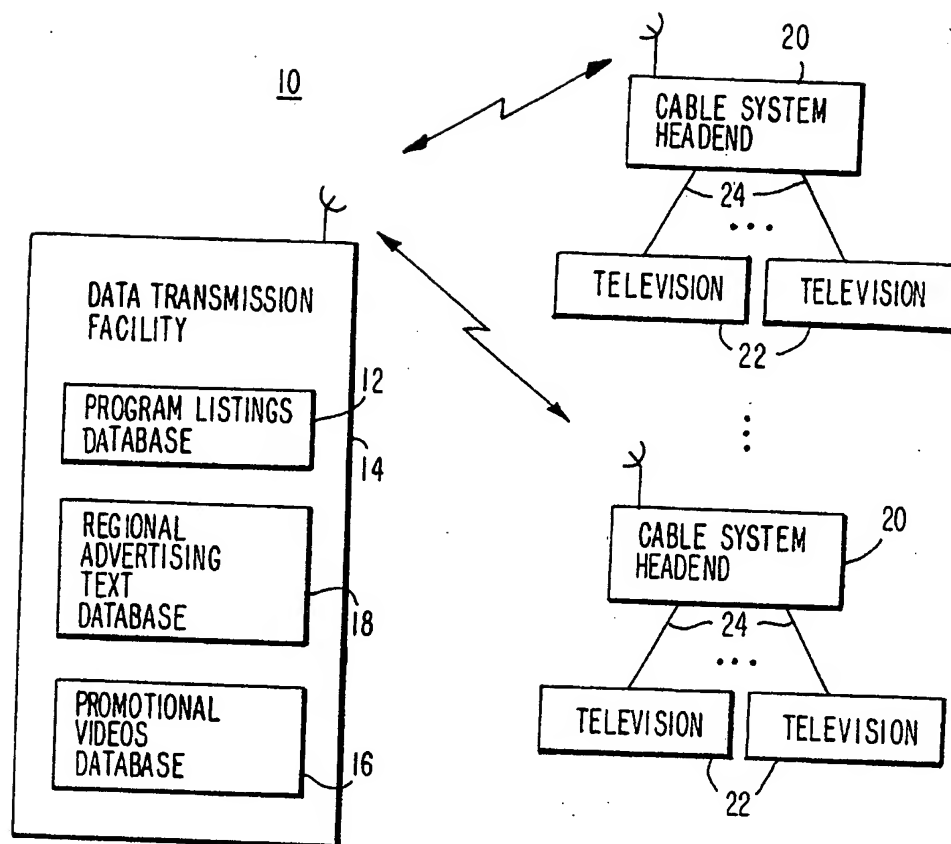 10
20
CABLE SYSTEM
HEADEND
24
...
TELEVISION
TELEVISION
22
DATA TRANSMISSION
FACILITY
12
PROGRAM LISTINGS
DATABASE
14
REGIONAL
ADVERTISING
TEXT
DATABASE
18
PROMOTIONAL
VIDEOS
DATABASE
16
20
CABLE SYSTEM
HEADEND
24
...
TELEVISION
TELEVISION
22